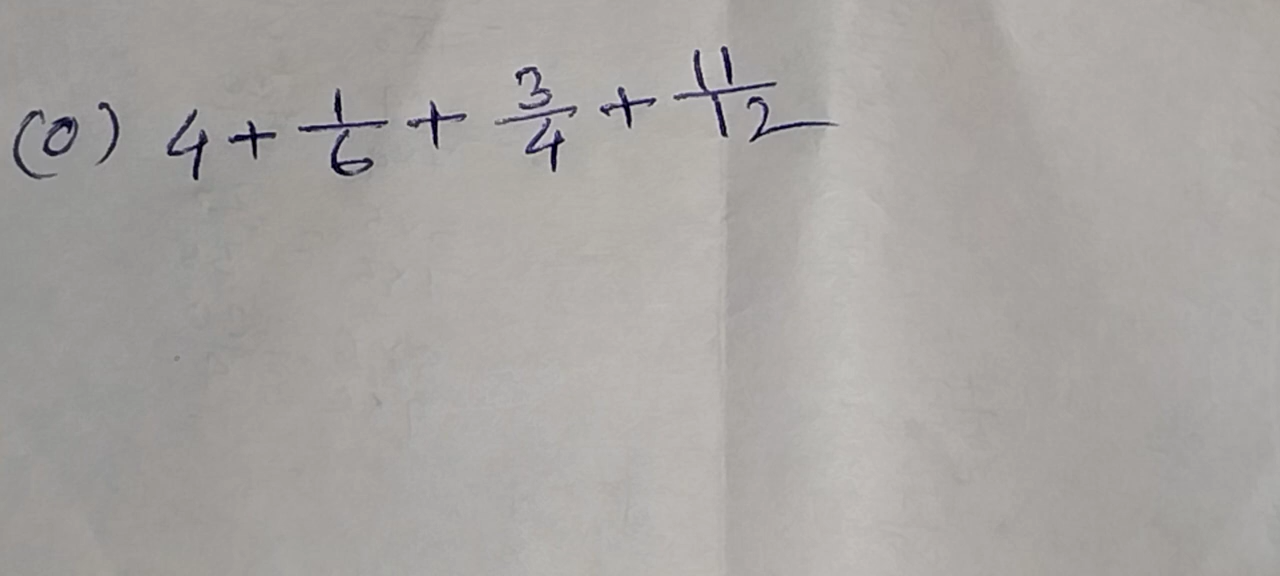 (0) 4 + 1/6 + 3/4 + 11/12